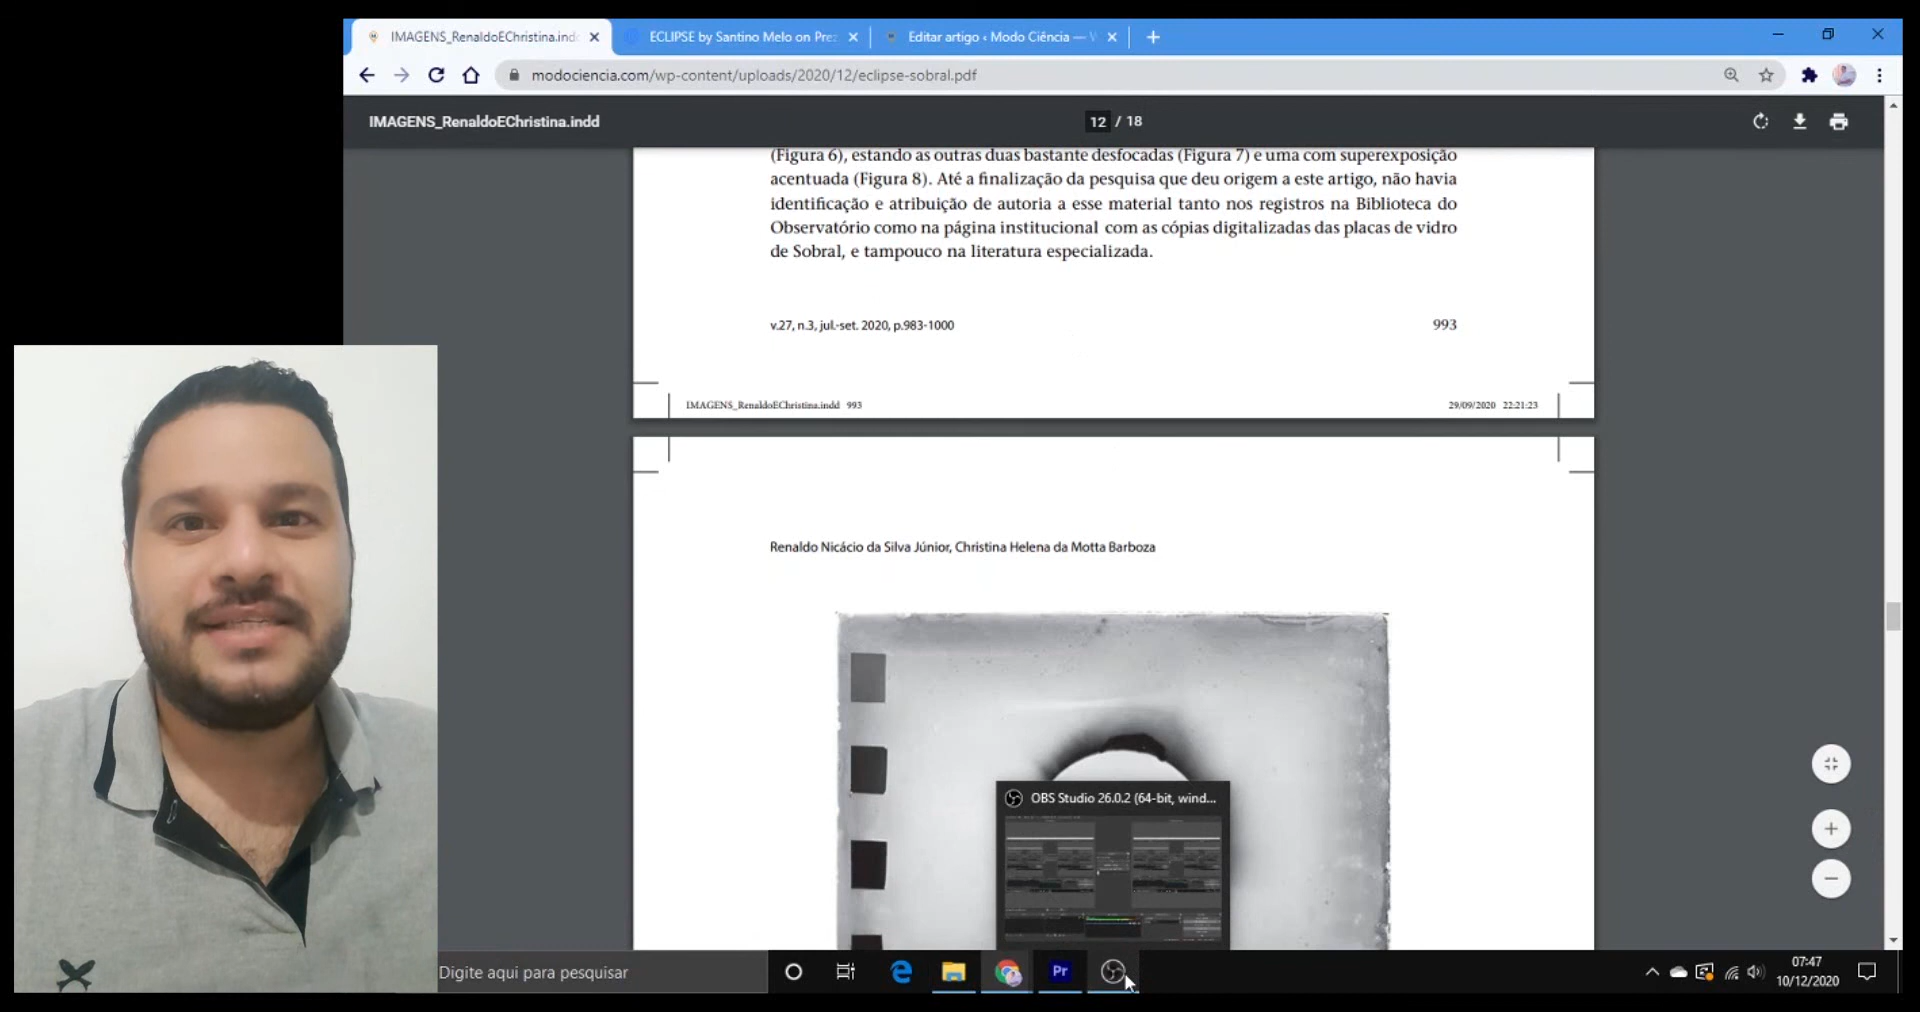 IMAGENS_RenaldoEChristina.ind
ECLIPSE by Santino Melo on Prez
Editar artigo ‹ Modo Ciência —
modociencia.com/wp-content/uploads/2020/12/eclipse-sobral.pdf
IMAGENS_RenaldoEChristina.indd
12 / 18
(Figura 6), estando as outras duas bastante desfocadas (Figura 7) e uma com superexposição
acentuada (Figura 8). Até a finalização da pesquisa que deu origem a este artigo, não havia
identificação e atribuição de autoria a esse material tanto nos registros na Biblioteca do
Observatório como na página institucional com as cópias digitalizadas das placas de vidro
de Sobral, e tampouco na literatura especializada.
v.27, n.3, jul.-set. 2020, p.983-1000
993
IMAGENS_RenaldoEChristina.indd 993
29/09/2020 22:21:23
Renaldo Nicácio da Silva Júnior, Christina Helena da Motta Barboza
OBS Studio 26.0.2 (64-bit, wind...
Digite aqui para pesquisar
Pr
07:47
10/12/2020